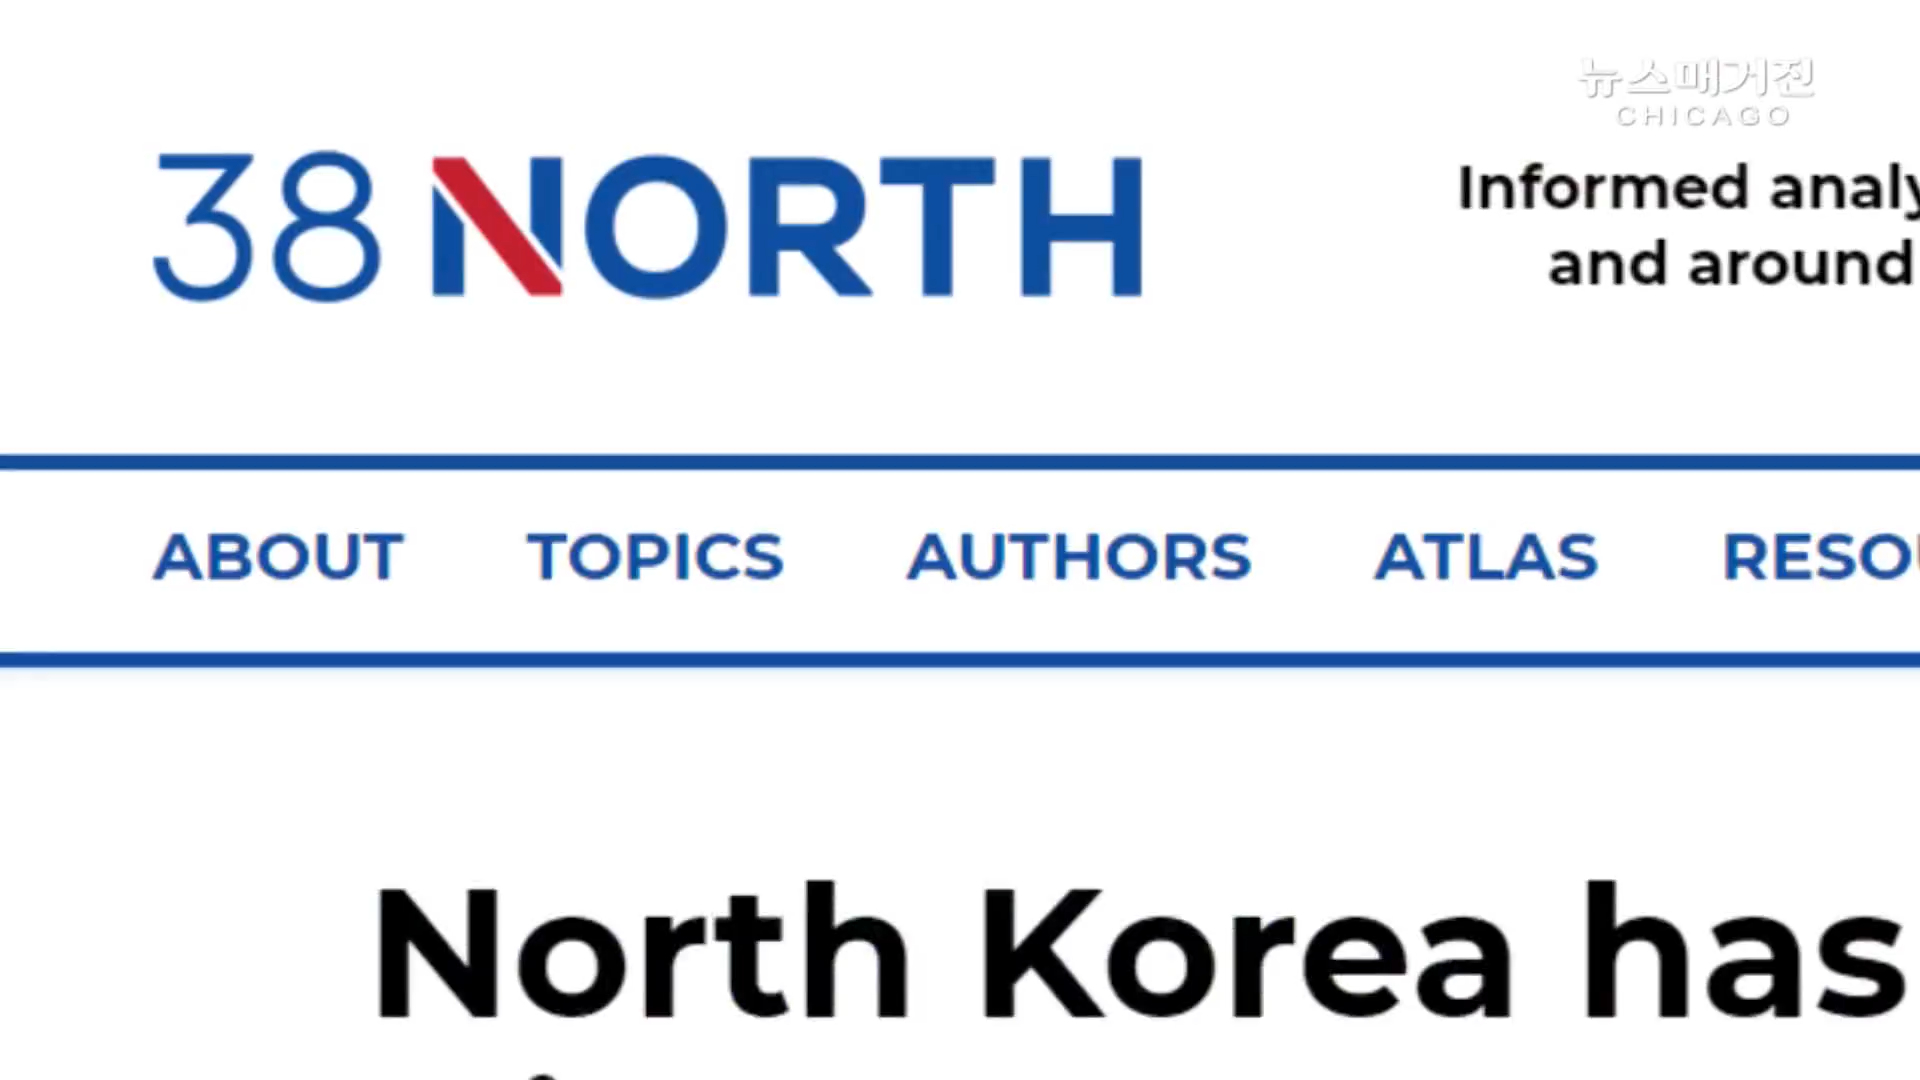 뉴스매거진
CHICAGO
38 NORTH
Informed analy
and around
ABOUT TOPICS AUTHORS ATLAS RESOU
North Korea has